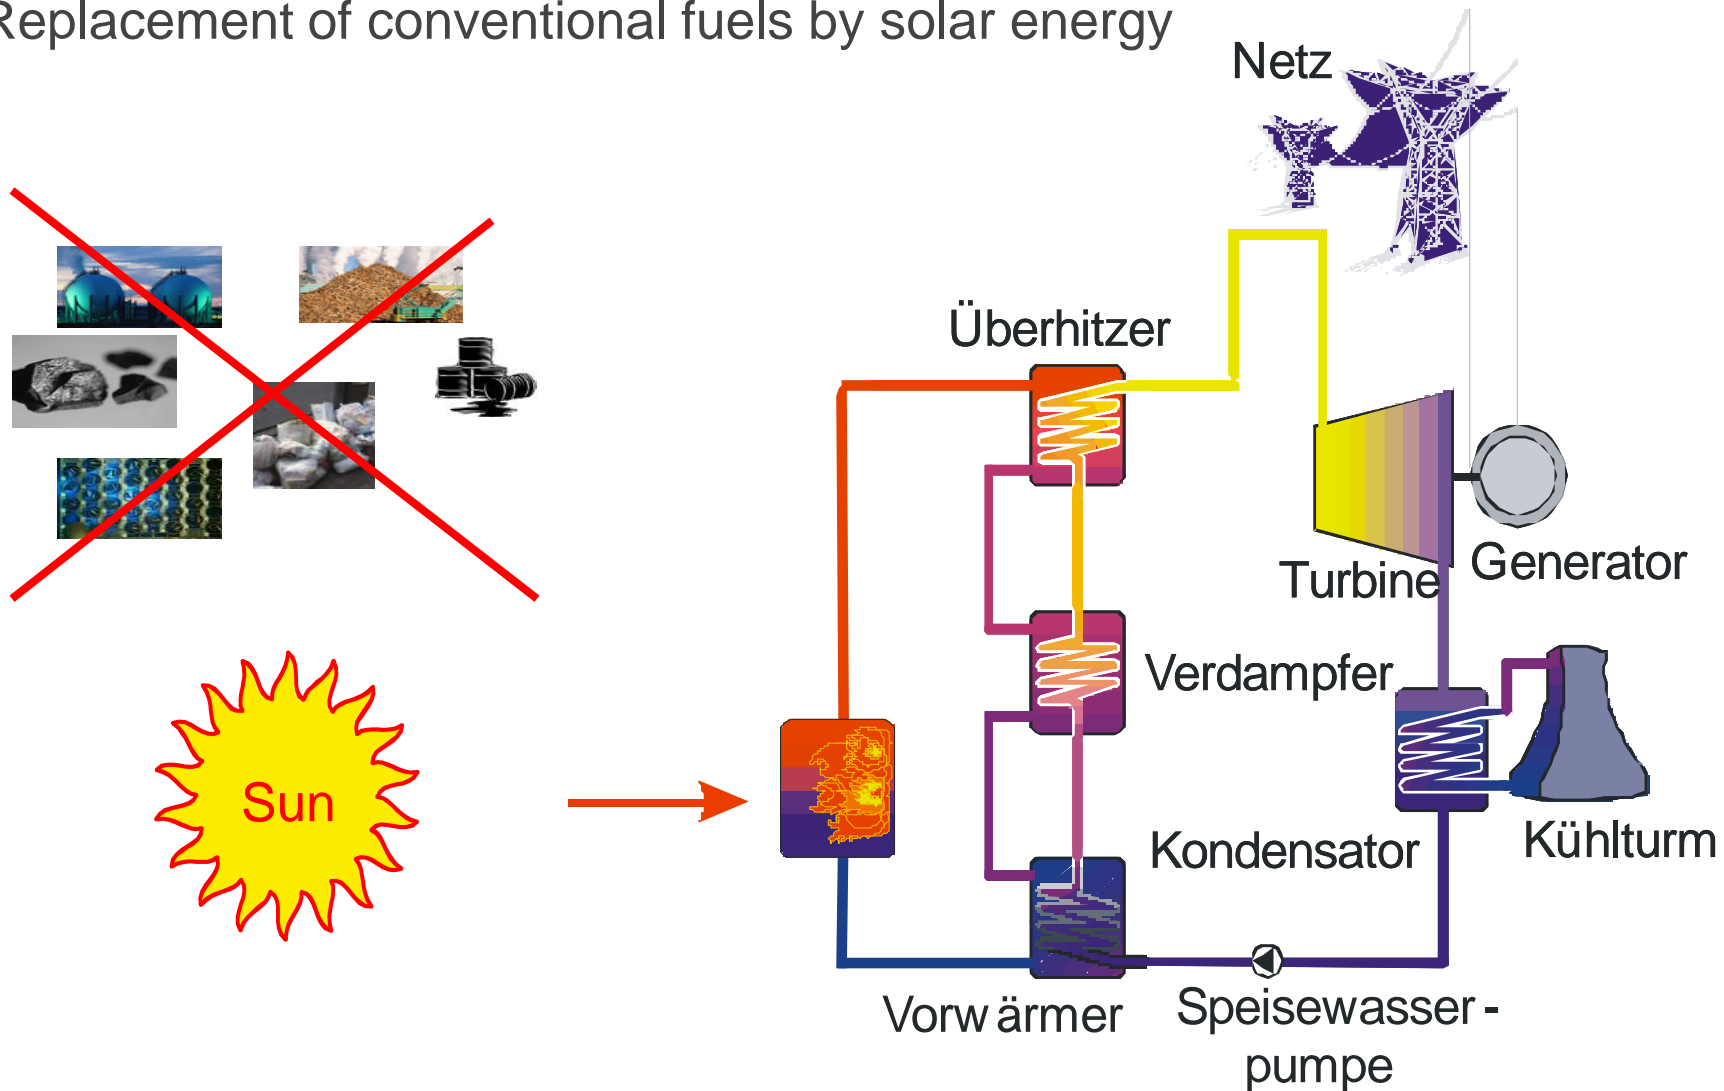 Replacement of conventional fuels by solar energy
Netz
Überhitzer
Turbine
Generator
Verdampfer
Sun
Kondensator
Kühlturm
Vorwärmer
Speisewasser-
pumpe